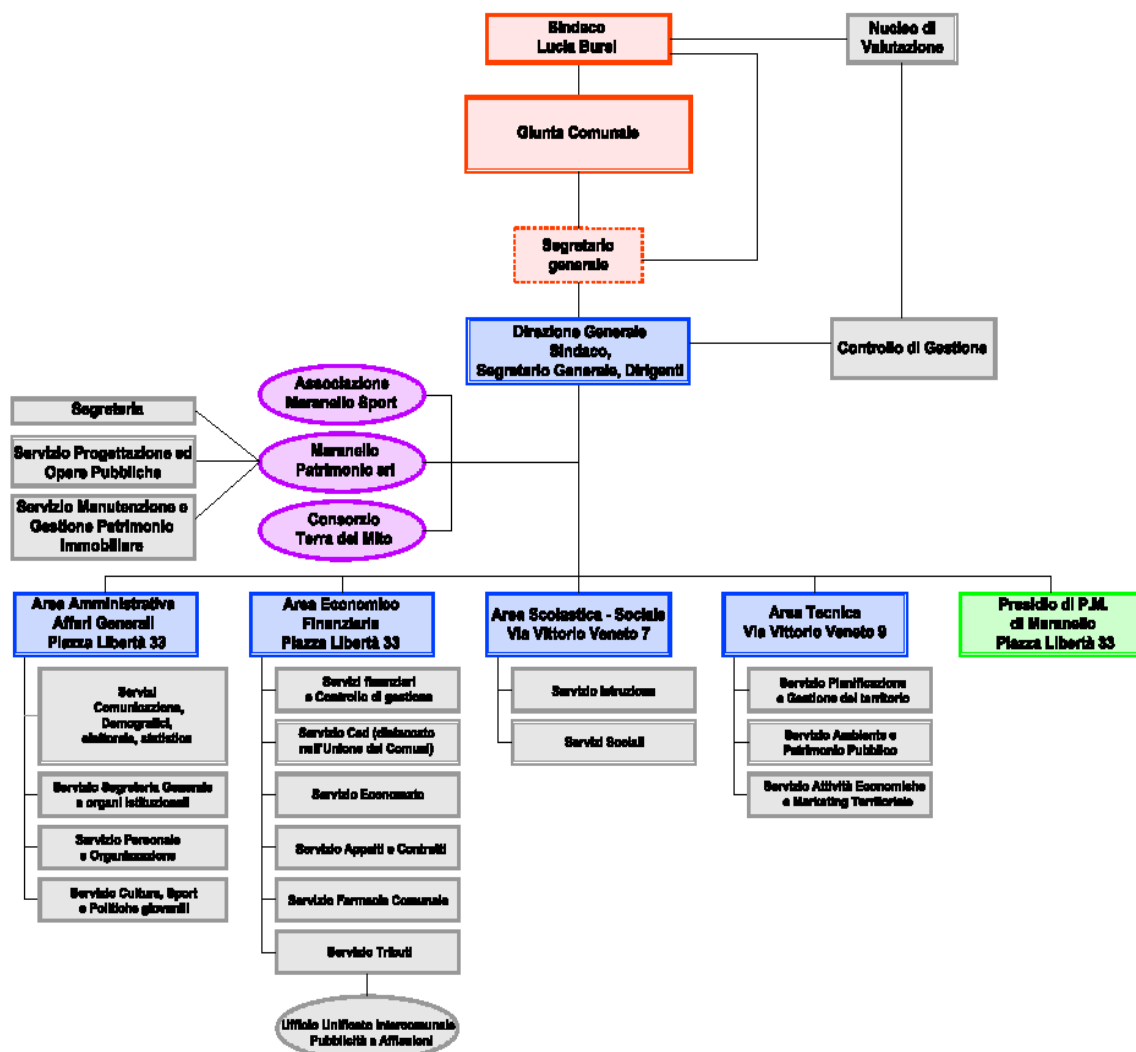 Sindaco
Lucia Bursi
Nucleo di
Valutazione
Giunta Comunale
Segretario
generale
Direzione Generale
Sindaco,
Segretario Generale, Dirigenti
Controllo di Gestione
Associazione
Maranello Sport
Segreteria
Servizio Progettazione ed
Opere Pubbliche
Maranello
Patrimonio srl
Servizio Manutenzione e
Gestione Patrimonio
Immobiliare
Consorzio
Terra del Mito
Area Amministrativa
Affari Generali
Piazza Libertà 33
Area Economico
Finanziaria
Piazza Libertà 33
Area Scolastica - Sociale
Via Vittorio Veneto 7
Area Tecnica
Via Vittorio Veneto 9
Presidio di P.M.
di Maranello
Piazza Libertà 33
Servizi
Comunicazione,
Demografici,
elettorale, statistica
Servizio Segreteria Generale
e organi istituzionali
Servizio Personale
e Organizzazione
Servizio Cultura, Sport
e Politiche giovanili
Servizi finanziari
e Controllo di gestione
Servizio Ced (distaccato
nell'Unione dei Comuni)
Servizio Economato
Servizio Appalti e Contratti
Servizio Farmacia Comunale
Servizio Tributi
Ufficio Unificato Intercomunale
Pubblicità e Affissioni
Servizio Istruzione
Servizi Sociali
Servizio Pianificazione
e Gestione del territorio
Servizio Ambiente e
Patrimonio Pubblico
Servizio Attività Economiche
e Marketing Territoriale